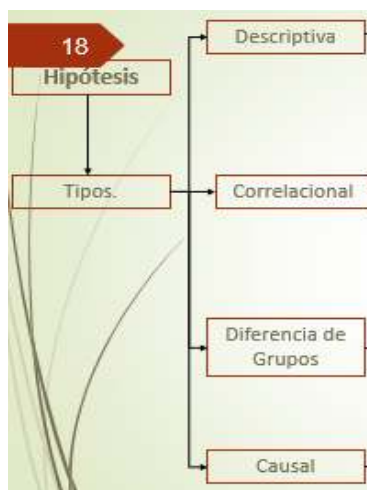 18
Hipótesis
Tipos.
Descriptiva
Correlacional
Diferencia de
Grupos
Causal